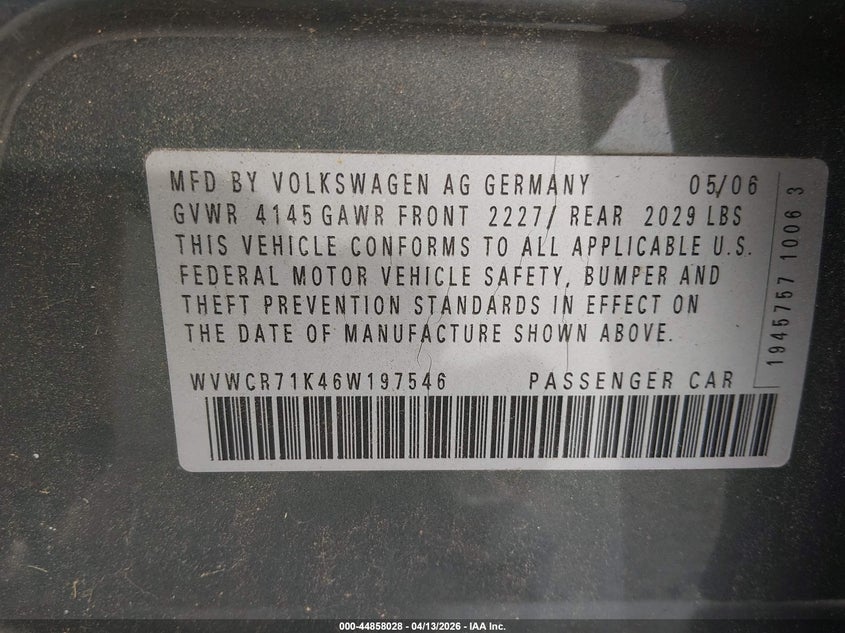 MFD BY VOLKSWAGEN AG GERMANY 05/06
GVWR 4145 GAWR FRONT 2227/ REAR 2029 LBS
THIS VEHICLE CONFORMS TO ALL APPLICABLE U.S.
FEDERAL MOTOR VEHICLE SAFETY, BUMPER AND
THEFT PREVENTION STANDARDS IN EFFECT ON
THE DATE OF MANUFACTURE SHOWN ABOVE.
WVWCR71K46W197546 PASSENGER CAR
1945757 1006 3
000-44858028 - 04/13/2026 - IAA Inc.